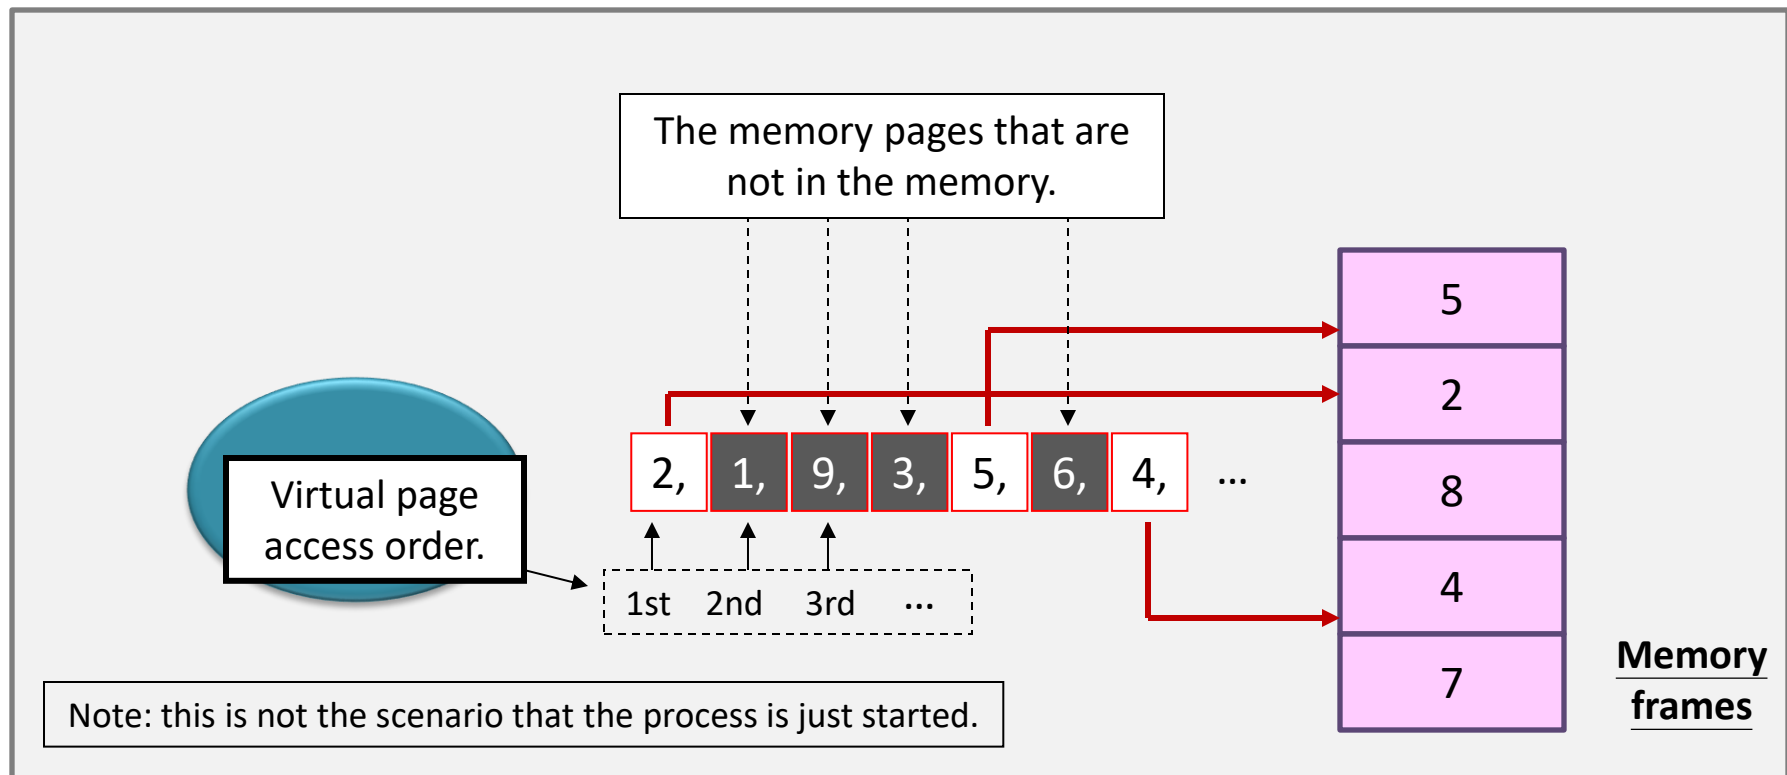 The memory pages that are
not in the memory.
5
2
8
4
7
2, 1, 9, 3, 5, 6, 4, ...
Virtual page
access order.
1st 2nd 3rd ...
Memory
frames
Note: this is not the scenario that the process is just started.